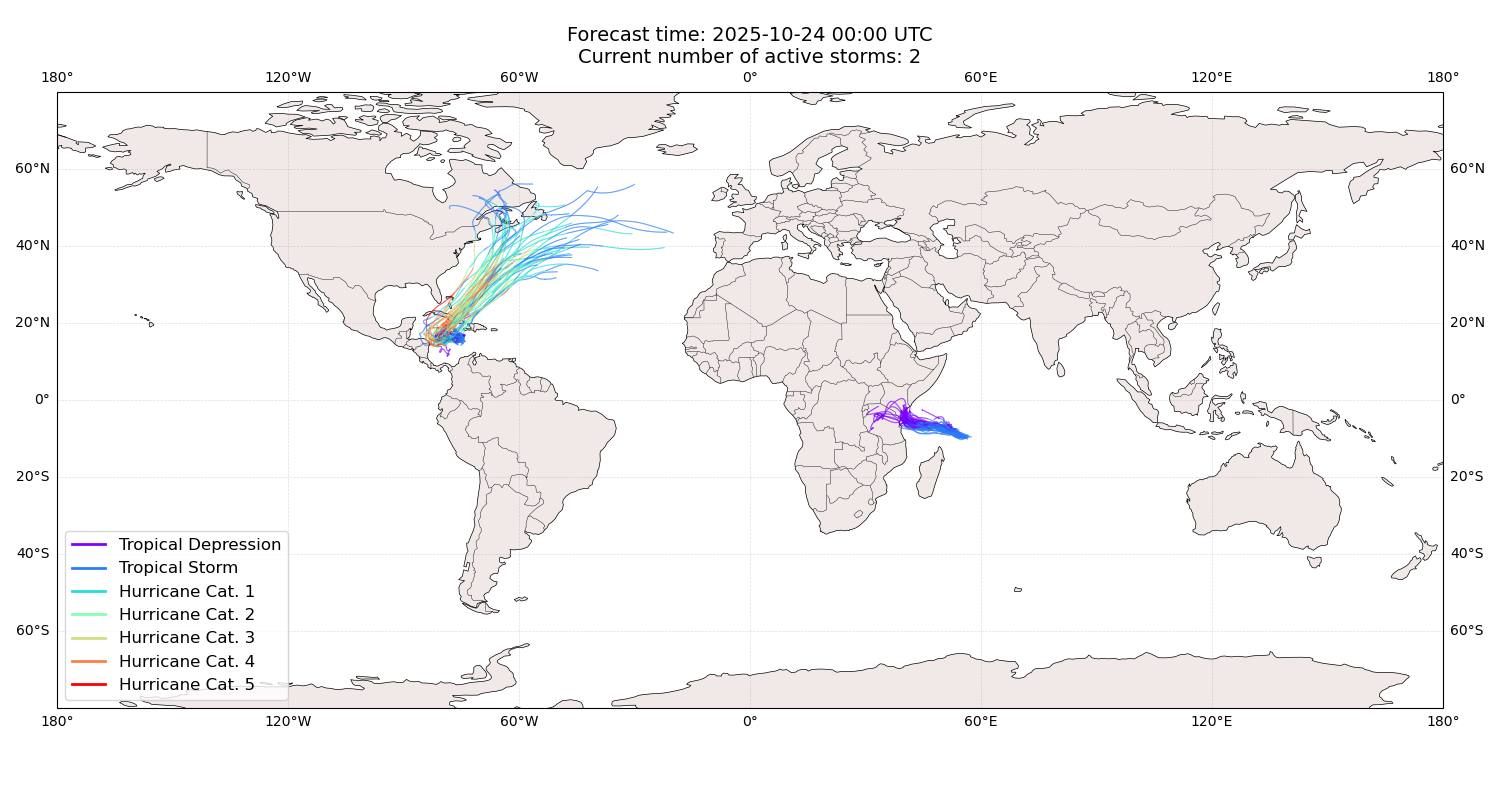 Forecast time: 2025-10-24 00:00 UTC
Current number of active storms: 2
180° 120°W 60°W 0° 60°E 120°E 180°
60°N 60°N
40°N 40°N
20°N 20°N
0° 0°
20°S 20°S
40°S 40°S
60°S 60°S
Tropical Depression
Tropical Storm
Hurricane Cat. 1
Hurricane Cat. 2
Hurricane Cat. 3
Hurricane Cat. 4
Hurricane Cat. 5
180° 120°W 60°W 0° 60°E 120°E 180°